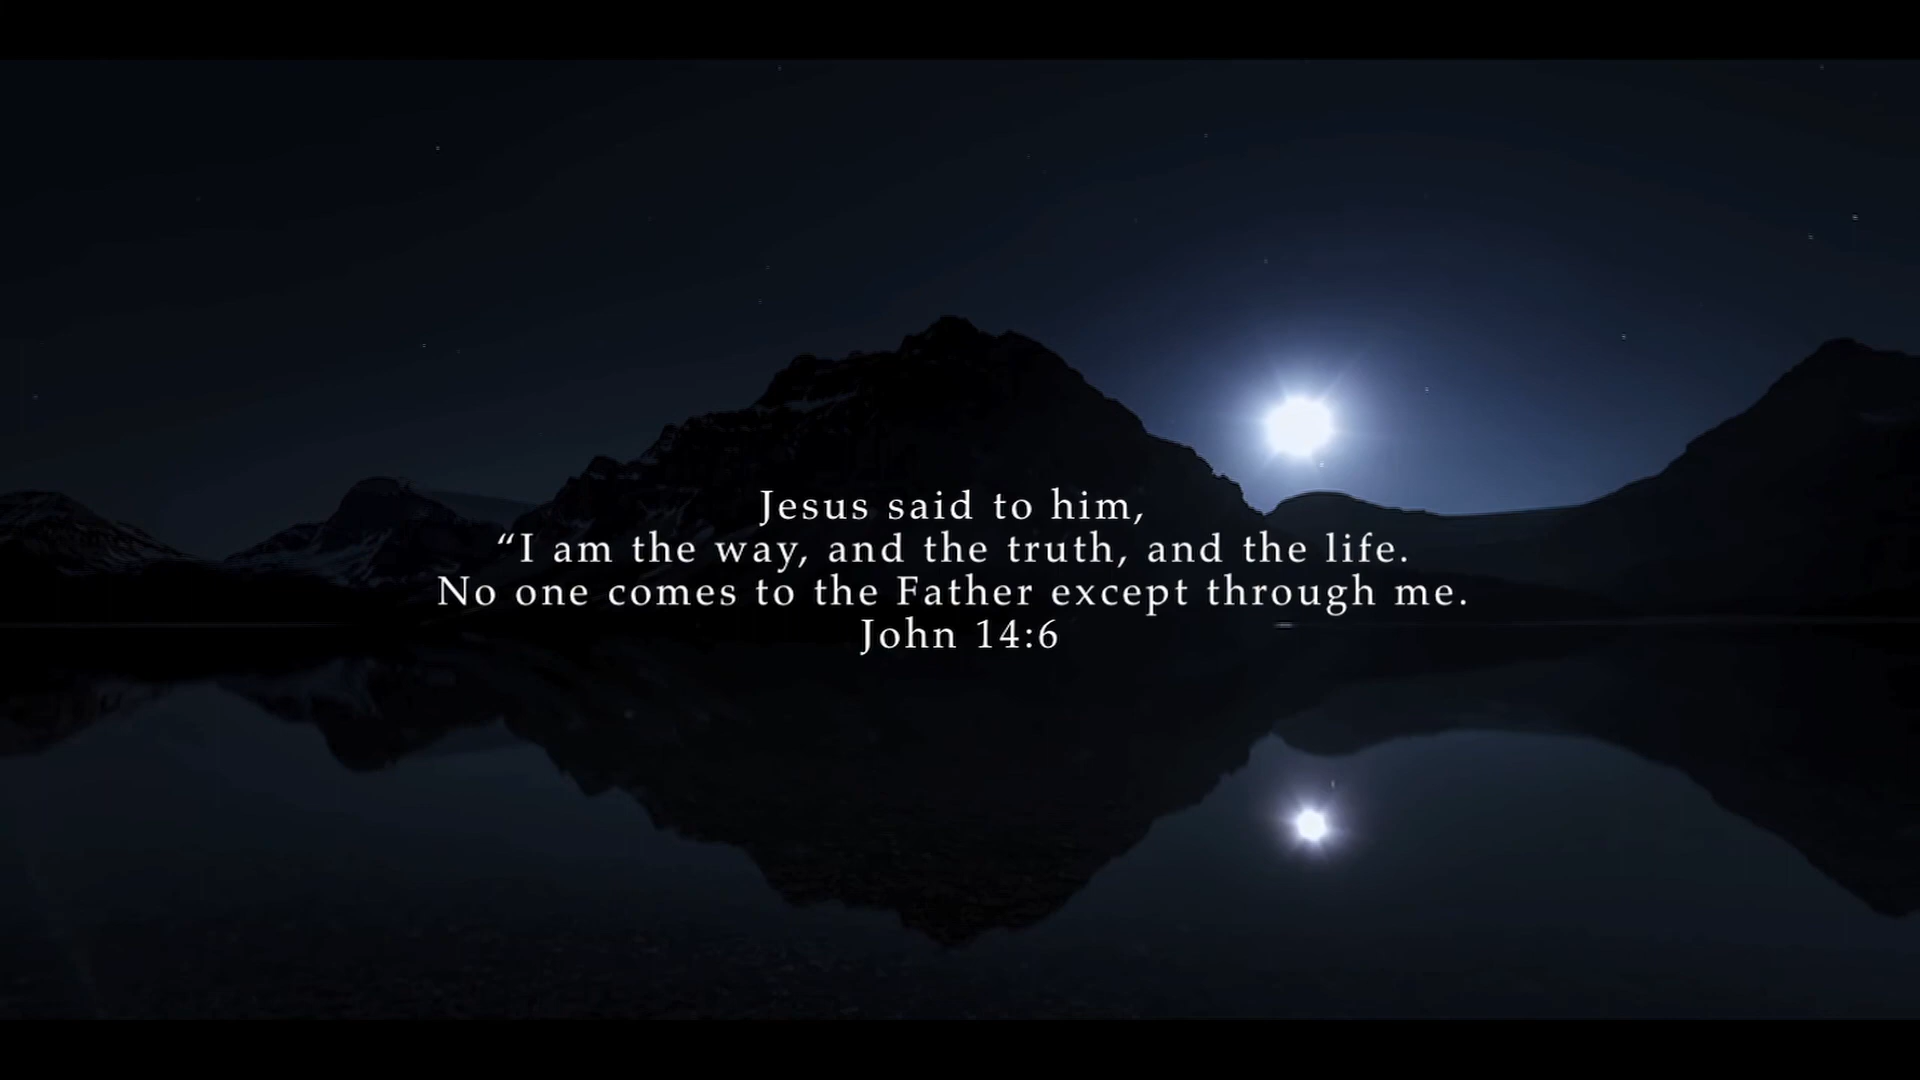 Jesus said to him,
“I am the way, and the truth, and the life.
No one comes to the Father except through me.
John 14:6